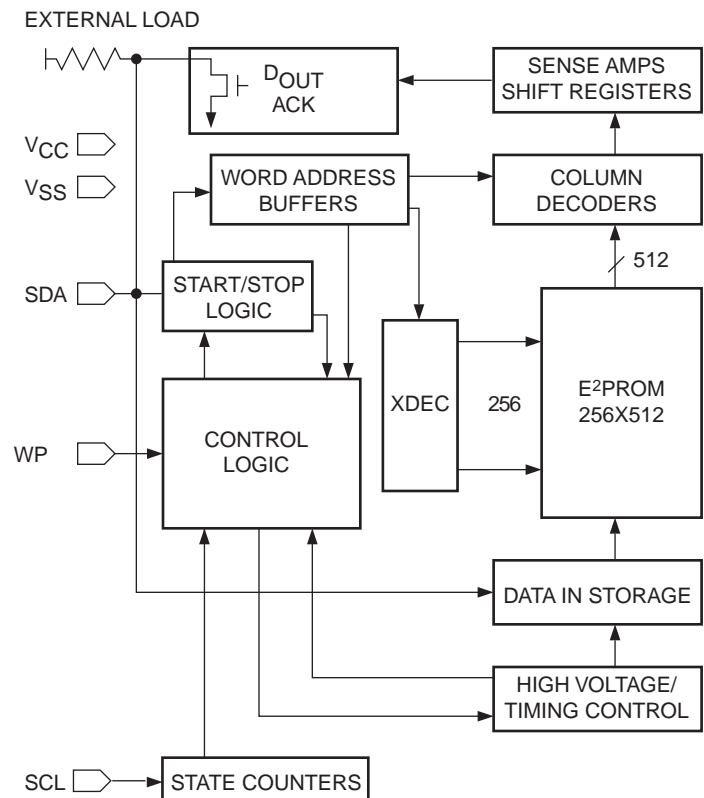 EXTERNAL LOAD
DOUT
ACK
SENSE AMPS
SHIFT REGISTERS
VCC
VSS
WORD ADDRESS
BUFFERS
COLUMN
DECODERS
512
SDA
START/STOP
LOGIC
XDEC
256
E²PROM
256X512
WP
CONTROL
LOGIC
DATA IN STORAGE
HIGH VOLTAGE/
TIMING CONTROL
SCL
STATE COUNTERS